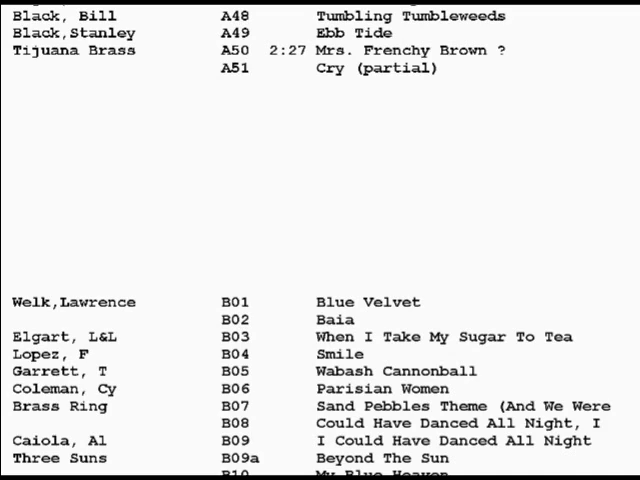 Black, Bill A48 Tumbling Tumbleweeds
Black,Stanley A49 Ebb Tide
Tijuana Brass A50 2:27 Mrs. Frenchy Brown ?
A51 Cry (partial)
Welk,Lawrence B01 Blue Velvet
B02 Baia
Elgart, L&L B03 When I Take My Sugar To Tea
Lopez, F B04 Smile
Garrett, T B05 Wabash Cannonball
Coleman, Cy B06 Parisian Women
Brass Ring B07 Sand Pebbles Theme (And We Were
B08 Could Have Danced All Night, I
Caiola, Al B09 I Could Have Danced All Night
Three Suns B09a Beyond The Sun
B10 My Blue Heaven